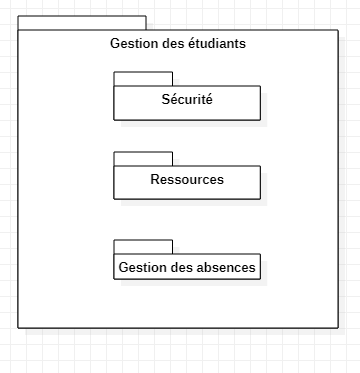 Gestion des étudiants
Sécurité
Ressources
Gestion des absences